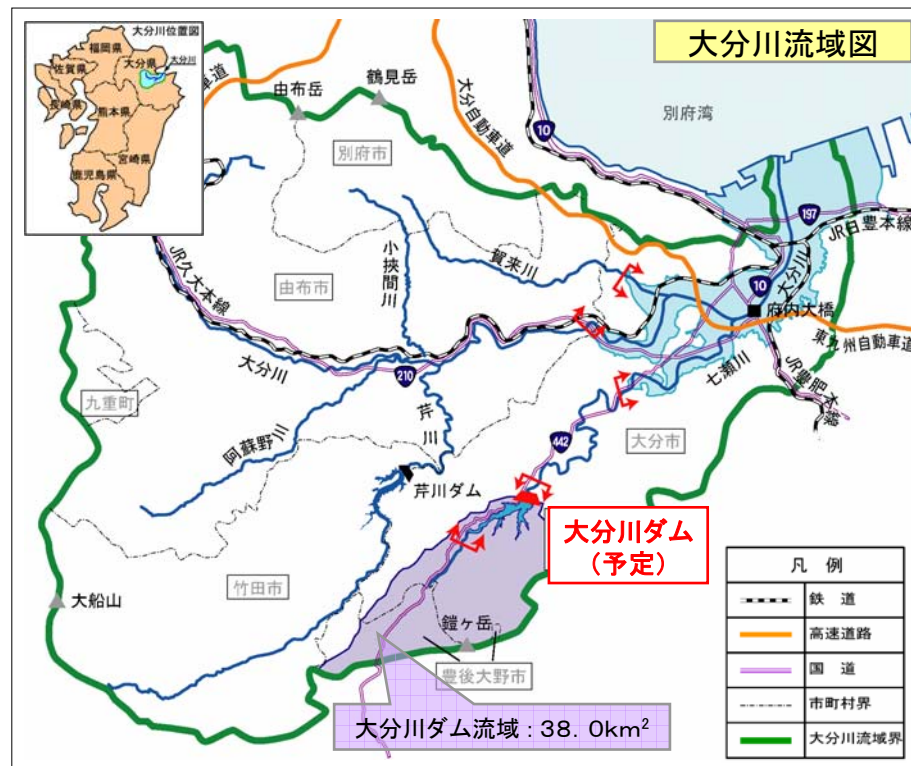 大分川流域図
大分川位置図
福岡県
大分県
大分川
佐賀県
長崎県
熊本県
宮崎県
鹿児島県
車道
由布岳
鶴見岳
大分自動車道
10
別府湾
別府市
197
JR日豊本線
小挾間川
賀来川
大分川
10
JR久大本線
由布市
府内大橋
東九州自動車道
七瀬川
JR豊肥本線
大分川
210
九重町
芹川
阿蘇野川
442
大分市
芹川ダム
大分川ダム
(予定)
竹田市
大船山
鎧ヶ岳
豊後大野市
大分川ダム流域:38.0km²
凡 例
鉄 道
高速道路
国 道
市町村界
大分川流域界